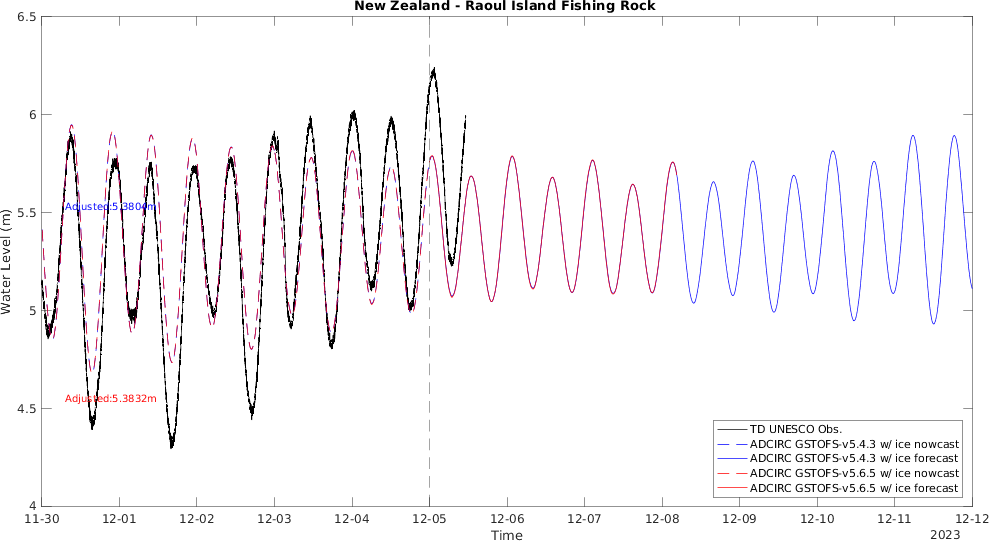 New Zealand - Raoul Island Fishing Rock
6.5
6
5.5
5
4.5
4
Water Level (m)
Adjusted:5.3804m
Adjusted:5.3832m
TD UNESCO Obs.
ADCIRC GSTOFS-v5.4.3 w/ ice nowcast
ADCIRC GSTOFS-v5.4.3 w/ ice forecast
ADCIRC GSTOFS-v5.6.5 w/ ice nowcast
ADCIRC GSTOFS-v5.6.5 w/ ice forecast
11-30 12-01 12-02 12-03 12-04 12-05 12-06 12-07 12-08 12-09 12-10 12-11 12-12
Time
2023